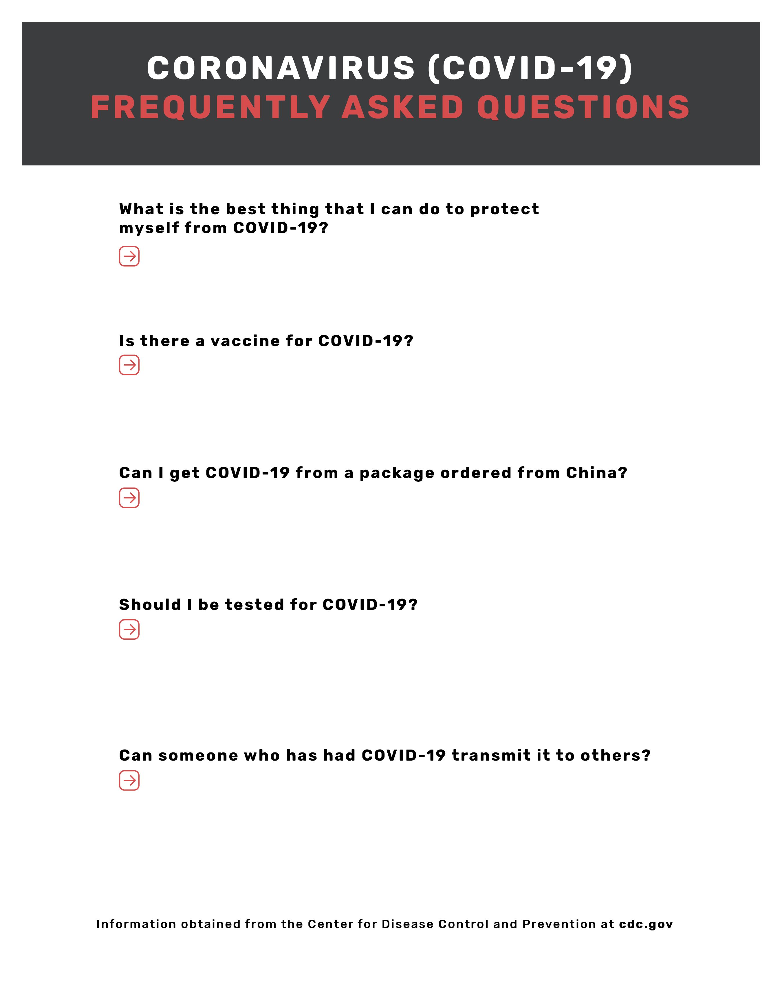 CORONAVIRUS (COVID-19)
FREQUENTLY ASKED QUESTIONS
What is the best thing that I can do to protect
myself from COVID-19?
Is there a vaccine for COVID-19?
Can I get COVID-19 from a package ordered from China?
Should I be tested for COVID-19?
Can someone who has had COVID-19 transmit it to others?
Information obtained from the Center for Disease Control and Prevention at cdc.gov